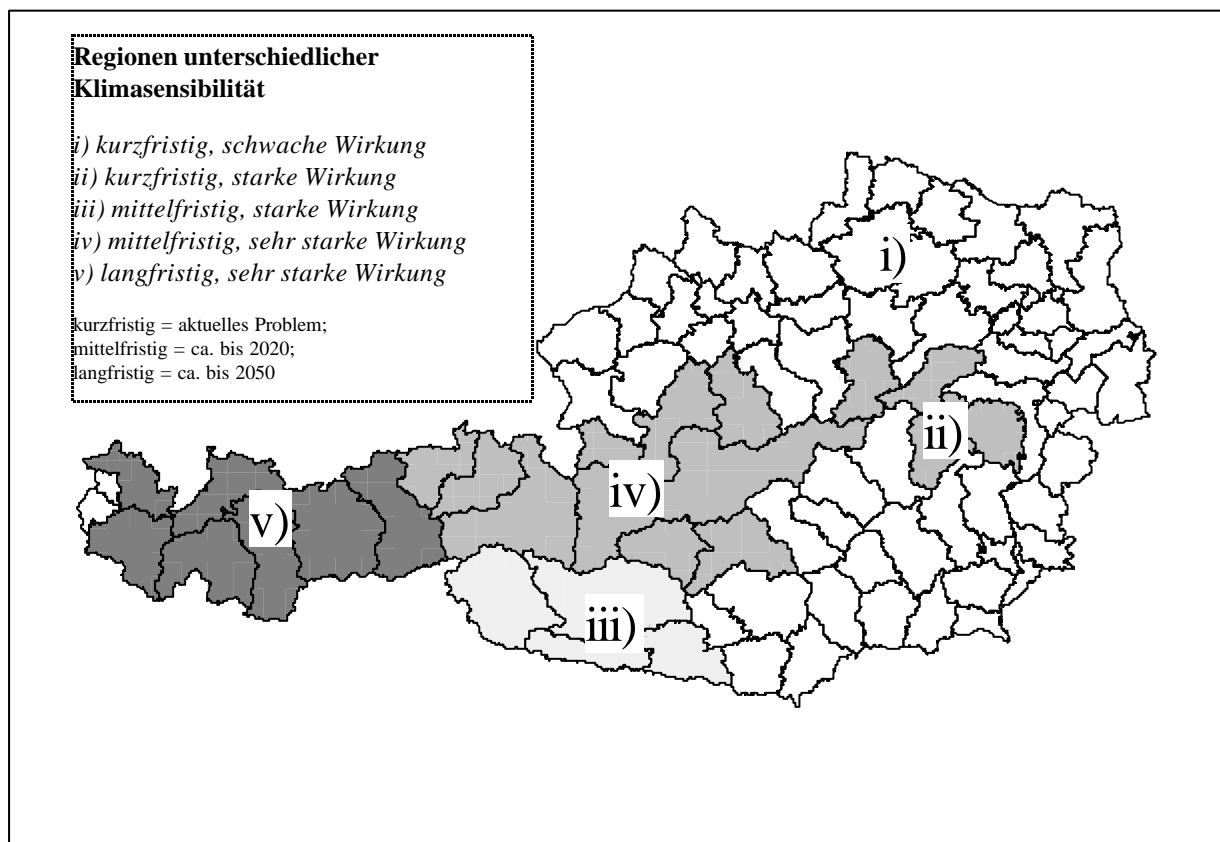 Regionen unterschiedlicher
Klimasensibilität
i) kurzfristig, schwache Wirkung
ii) kurzfristig, starke Wirkung
iii) mittelfristig, starke Wirkung
iv) mittelfristig, sehr starke Wirkung
v) langfristig, sehr starke Wirkung
kurzfristig = aktuelles Problem;
mittelfristig = ca. bis 2020;
langfristig = ca. bis 2050
i)
ii)
iv)
v)
iii)